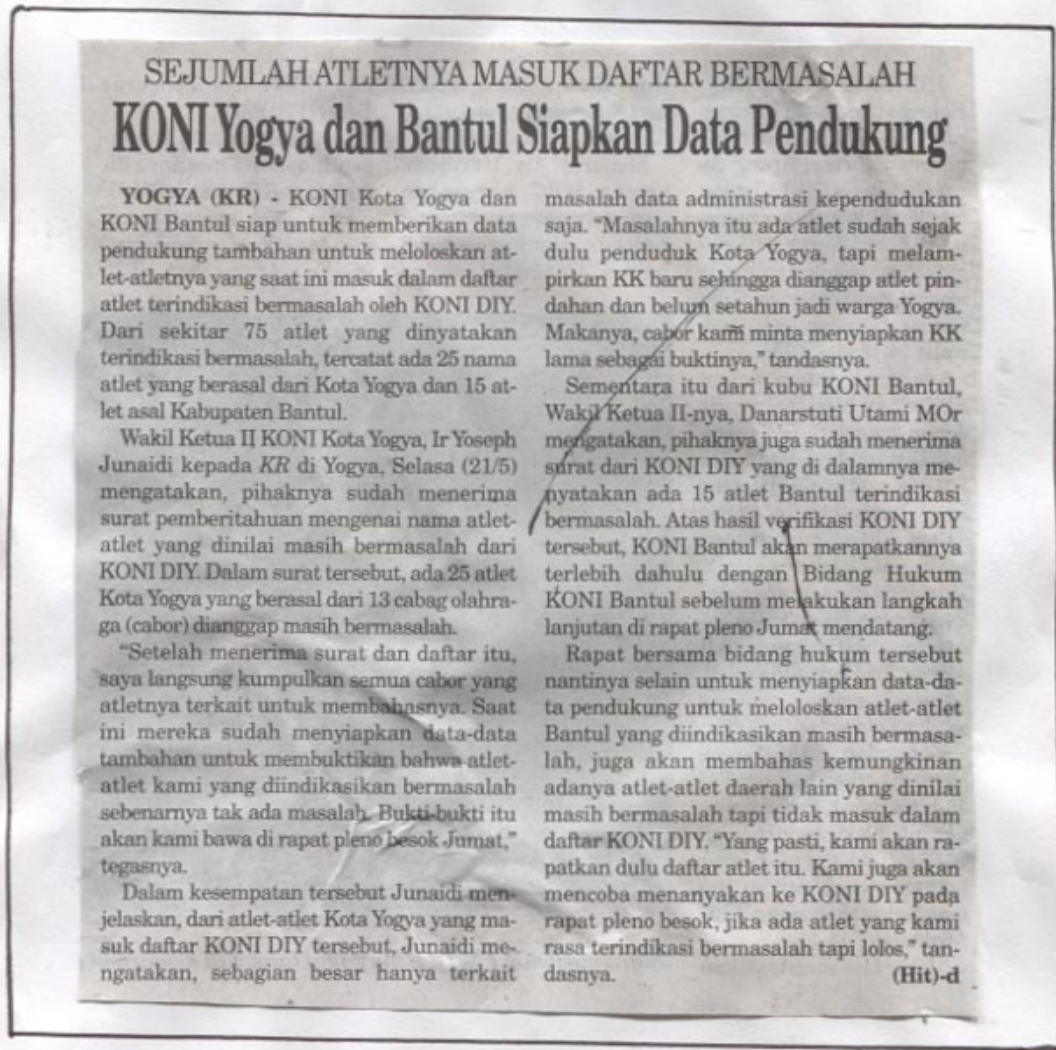 SEJUMLAH ATLETNYA MASUK DAFTAR BERMASALAH
KONI Yogya dan Bantul Siapkan Data Pendukung
YOGYA (KR) - KONI Kota Yogya dan
KONI Bantul siap untuk memberikan data
pendukung tambahan untuk meloloskan at-
let-atletnya yang saat ini masuk dalam daftar
atlet terindikasi bermasalah oleh KONI DIY.
Dari sekitar 75 atlet yang dinyatakan
terindikasi bermasalah, tercatat ada 25 nama
atlet yang berasal dari Kota Yogya dan 15 at-
let asal Kabupaten Bantul.
Wakil Ketua II KONI Kota Yogya, Ir Yoseph
Junaidi kepada KR di Yogya, Selasa (21/5)
mengatakan, pihaknya sudah menerima
surat pemberitahuan mengenai nama atlet-
atlet yang dinilai masih bermasalah dari
KONI DIY. Dalam surat tersebut, ada 25 atlet
Kota Yogya yang berasal dari 13 cabag olahra-
ga (cabor) dianggap masih bermasalah.
"Setelah menerima surat dan daftar itu,
saya langsung kumpulkan semua cabor yang
atletnya terkait untuk membahasnya. Saat
ini mereka sudah menyiapkan data-data
tambahan untuk membuktikan bahwa atlet-
atlet kami yang diindikasikan bermasalah
sebenarnya tak ada masalah. Bukti-bukti itu
akan kami bawa di rapat pleno besok Jumat,"
tegasnya.
Dalam kesempatan tersebut Junaidi men-
jelaskan, dari atlet-atlet Kota Yogya yang ma-
suk daftar KONI DIY tersebut, Junaidi me-
ngatakan, sebagian besar hanya terkait
masalah data administrasi kependudukan
saja. "Masalahnya itu ada atlet sudah sejak
dulu penduduk Kota Yogya, tapi melam-
pirkan KK baru sehingga dianggap atlet pin-
dahan dan belum setahun jadi warga Yogya.
Makanya, cabor kami minta menyiapkan KK
lama sebagai buktinya," tandasnya.
Sementara itu dari kubu KONI Bantul,
Wakil Ketua II-nya, Danarstuti Utami MOr
mengatakan, pihaknya juga sudah menerima
surat dari KONI DIY yang di dalamnya me-
nyatakan ada 15 atlet Bantul terindikasi
bermasalah. Atas hasil verifikasi KONI DIY
tersebut, KONI Bantul akan merapatkannya
terlebih dahulu dengan Bidang Hukum
KONI Bantul sebelum melakukan langkah
lanjutan di rapat pleno Jumat mendatang.
Rapat bersama bidang hukum tersebut
nantinya selain untuk menyiapkan data-da-
ta pendukung untuk meloloskan atlet-atlet
Bantul yang diindikasikan masih bermasa-
lah, juga akan membahas kemungkinan
adanya atlet-atlet daerah lain yang dinilai
masih bermasalah tapi tidak masuk dalam
daftar KONI DIY. "Yang pasti, kami akan ra-
patkan dulu daftar atlet itu. Kami juga akan
mencoba menanyakan ke KONI DIY pada
rapat pleno besok, jika ada atlet yang kami
rasa terindikasi bermasalah tapi lolos," tan-
dasnya. (Hit)-d